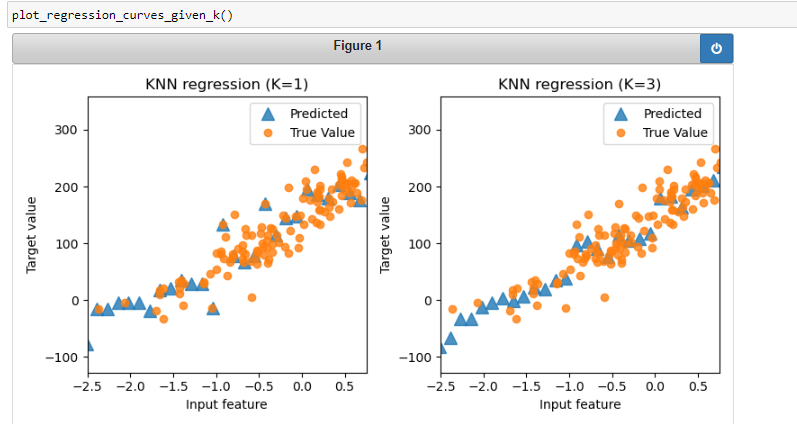 plot_regression_curves_given_k()
Figure 1
KNN regression (K=1)
Predicted
True Value
300
200
100
0
−100
Target value
−2.5 −2.0 −1.5 −1.0 −0.5 0.0 0.5
Input feature
KNN regression (K=3)
Predicted
True Value
300
200
100
0
−100
Target value
−2.5 −2.0 −1.5 −1.0 −0.5 0.0 0.5
Input feature